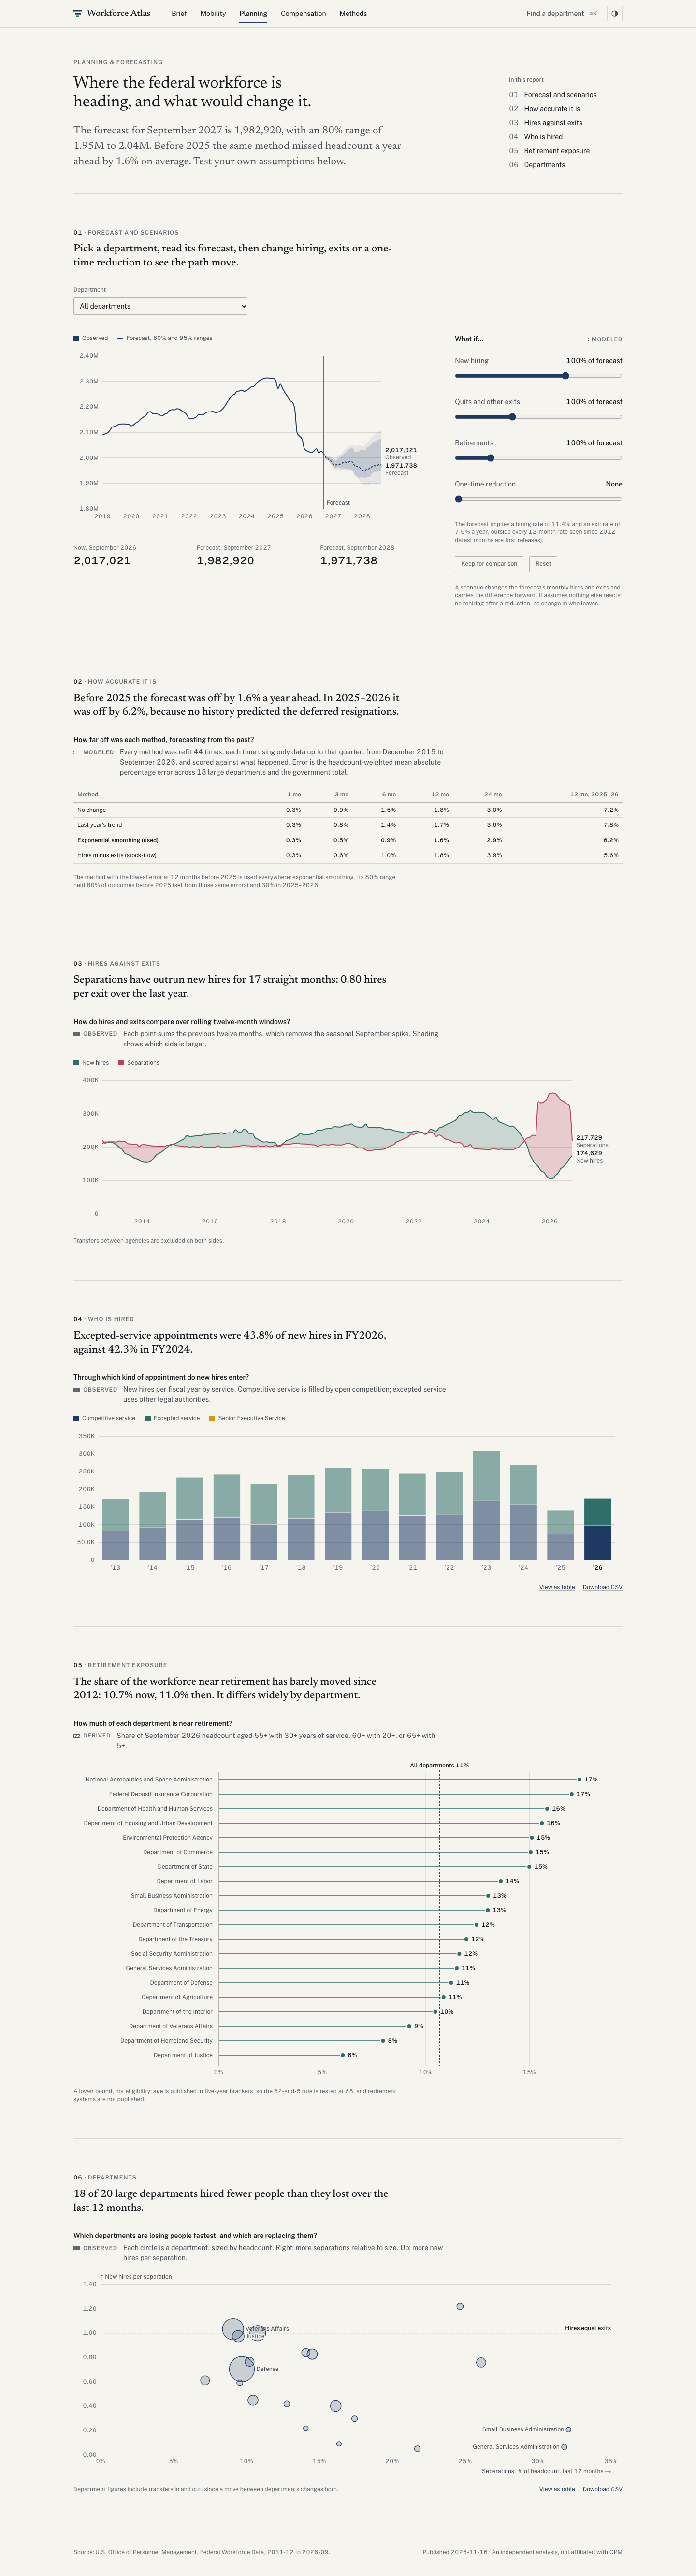 Workforce Atlas
Brief
Mobility
Planning
Compensation
Methods
Find a department ⌘K
PLANNING & FORECASTING
Where the federal workforce is
heading, and what would change it.
The forecast for September 2027 is 1,982,920, with an 80% range of
1.95M to 2.04M. Before 2025 the same method missed headcount a year
ahead by 1.6% on average. Test your own assumptions below.
In this report
01 Forecast and scenarios
02 How accurate it is
03 Hires against exits
04 Who is hired
05 Retirement exposure
06 Departments
01 · FORECAST AND SCENARIOS
Pick a department, read its forecast, then change hiring, exits or a one-
time reduction to see the path move.
Department
All departments
Observed
Forecast, 80% and 95% ranges
2.40M
2.30M
2.20M
2.10M
2.00M
1.90M
1.80M
2,017,021
Observed
1,971,738
Forecast
Forecast
2019 2020 2021 2022 2023 2024 2025 2026 2027 2028
Now, September 2026
2,017,021
Forecast, September 2027
1,982,920
Forecast, September 2028
1,971,738
What if...
MODELED
New hiring 100% of forecast
Quits and other exits 100% of forecast
Retirements 100% of forecast
One-time reduction None
The forecast implies a hiring rate of 11.4% and an exit rate of
7.6% a year, outside every 12-month rate seen since 2012
(latest months are first releases).
Keep for comparison
Reset
A scenario changes the forecast's monthly hires and exits and
carries the difference forward. It assumes nothing else reacts:
no rehiring after a reduction, no change in who leaves.
02 · HOW ACCURATE IT IS
Before 2025 the forecast was off by 1.6% a year ahead. In 2025–2026 it
was off by 6.2%, because no history predicted the deferred resignations.
How far off was each method, forecasting from the past?
MODELED Every method was refit 44 times, each time using only data up to that quarter, from December 2015 to
September 2026, and scored against what happened. Error is the headcount-weighted mean absolute
percentage error across 18 large departments and the government total.
Method 1 mo 3 mo 6 mo 12 mo 24 mo 12 mo, 2025–26
No change 0.3% 0.9% 1.5% 1.8% 3.0% 7.2%
Last year's trend 0.3% 0.8% 1.4% 1.7% 3.6% 7.8%
Exponential smoothing (used) 0.3% 0.5% 0.9% 1.6% 2.9% 6.2%
Hires minus exits (stock-flow) 0.3% 0.6% 1.0% 1.8% 3.9% 5.6%
The method with the lowest error at 12 months before 2025 is used everywhere: exponential smoothing. Its 80% range
held 80% of outcomes before 2025 (set from those same errors) and 30% in 2025–2026.
03 · HIRES AGAINST EXITS
Separations have outrun new hires for 17 straight months: 0.80 hires
per exit over the last year.
How do hires and exits compare over rolling twelve-month windows?
OBSERVED Each point sums the previous twelve months, which removes the seasonal September spike. Shading
shows which side is larger.
New hires
Separations
400K
300K
200K
100K
0
217,729
Separations
174,629
New hires
2014 2016 2018 2020 2022 2024 2026
Transfers between agencies are excluded on both sides.
04 · WHO IS HIRED
Excepted-service appointments were 43.8% of new hires in FY2026,
against 42.3% in FY2024.
Through which kind of appointment do new hires enter?
OBSERVED New hires per fiscal year by service. Competitive service is filled by open competition; excepted service
uses other legal authorities.
Competitive service
Excepted service
Senior Executive Service
350K
300K
250K
200K
150K
100K
50.0K
0
'13 '14 '15 '16 '17 '18 '19 '20 '21 '22 '23 '24 '25 '26
View as table
Download CSV
05 · RETIREMENT EXPOSURE
The share of the workforce near retirement has barely moved since
2012: 10.7% now, 11.0% then. It differs widely by department.
How much of each department is near retirement?
DERIVED Share of September 2026 headcount aged 55+ with 30+ years of service, 60+ with 20+, or 65+ with
5+.
All departments 11%
National Aeronautics and Space Administration 17%
Federal Deposit Insurance Corporation 17%
Department of Health and Human Services 16%
Department of Housing and Urban Development 16%
Environmental Protection Agency 15%
Department of Commerce 15%
Department of State 15%
Department of Labor 14%
Small Business Administration 13%
Department of Energy 13%
Department of Transportation 12%
Department of the Treasury 12%
Social Security Administration 12%
General Services Administration 11%
Department of Defense 11%
Department of Agriculture 11%
Department of the Interior 10%
Department of Veterans Affairs 9%
Department of Homeland Security 8%
Department of Justice 6%
0% 5% 10% 15%
A lower bound, not eligibility: age is published in five-year brackets, so the 62-and-5 rule is tested at 65, and retirement
systems are not published.
06 · DEPARTMENTS
18 of 20 large departments hired fewer people than they lost over the
last 12 months.
Which departments are losing people fastest, and which are replacing them?
OBSERVED Each circle is a department, sized by headcount. Right: more separations relative to size. Up: more new
hires per separation.
↑ New hires per separation
1.40
1.20
1.00
0.80
0.60
0.40
0.20
0.00
Hires equal exits
Veterans Affairs
Justice
Defense
Small Business Administration
General Services Administration
0% 5% 10% 15% 20% 25% 30% 35%
Separations, % of headcount, last 12 months →
Department figures include transfers in and out, since a move between departments changes both.
View as table
Download CSV
Source: U.S. Office of Personnel Management, Federal Workforce Data, 2011-12 to 2026-09.
Published 2026-11-16 · An independent analysis, not affiliated with OPM